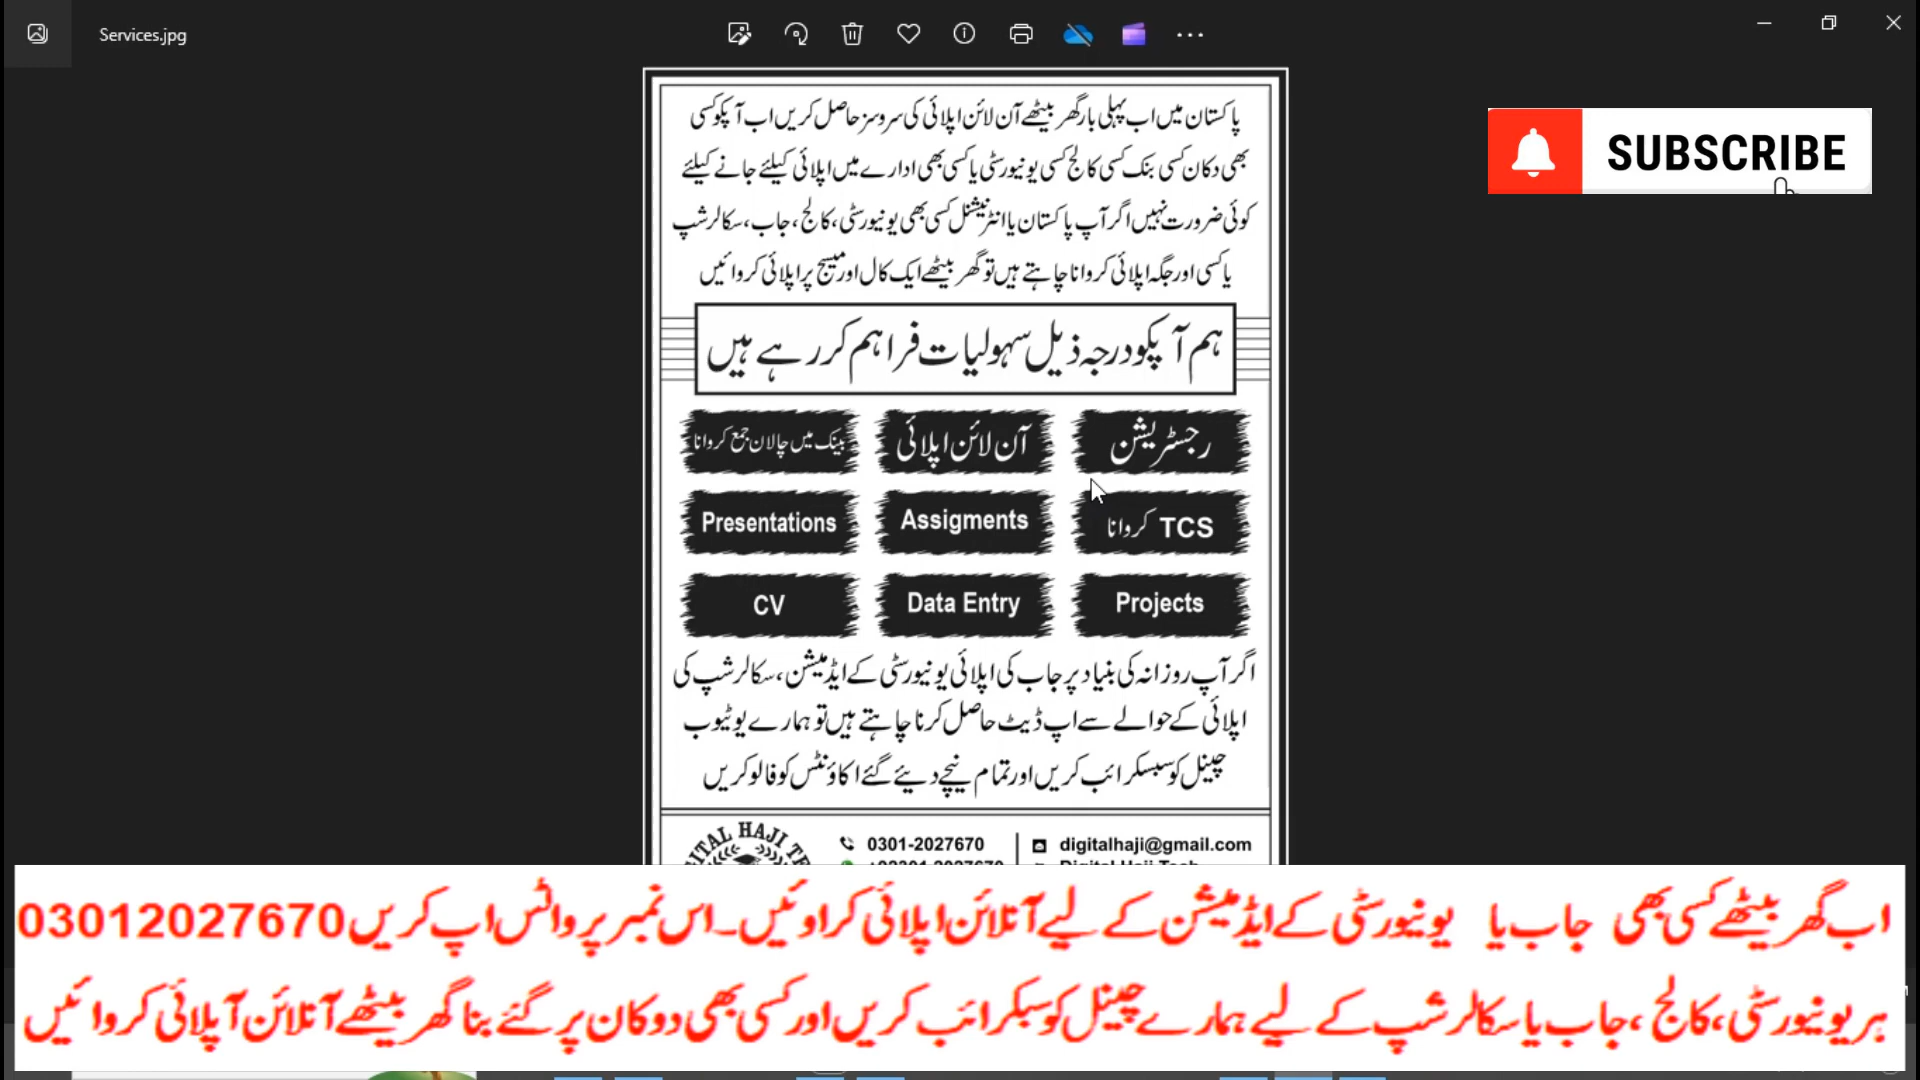 Services.jpg
SUBSCRIBE
پاکستان میں اب پہلی بار گھر بیٹھے آن لائن اپلائی کی سروسز حاصل کریں اب آپکو کسی
بھی دکان کسی بنک کسی کالج کسی یونیورسٹی یا کسی بھی ادارے میں اپلائی کیلئے جانے کیلئے
کوئی ضرورت نہیں اگر آپ پاکستان یا انٹرنیشنل کسی بھی یونیورسٹی، کالج، جاب، سکالرشپ
یا کسی اور جگہ اپلائی کروانا چاہتے ہیں تو گھر بیٹھے ایک کال اور میسج پر اپلائی کروائیں
ہم آپکو درجہ ذیل سہولیات فراہم کر رہے ہیں
رجسٹریشن
آن لائن اپلائی
بینک میں چالان جمع کروانا
TCS کروانا
Assigments
Presentations
Projects
Data Entry
CV
اگر آپ روزانہ کی بنیاد پر جاب کی اپلائی یونیورسٹی کے ایڈمیشن، سکالرشپ کی
اپلائی کے حوالے سے اپ ڈیٹ حاصل کرنا چاہتے ہیں تو ہمارے یوٹیوب
چینل کو سبسکرائب کریں اور تمام نیچے دیئے گئے اکاؤنٹس کو فالو کریں
0301-2027670
digitalhaji@gmail.com
اب گھر بیٹھے کسی بھی جاب یا یونیورسٹی کے ایڈمیشن کے لیے آنلائن اپلائی کراوئیں۔ اس نمبر پر واٹس اپ کریں 03012027670
ہر یونیورسٹی، کالج، جاب یا سکالرشپ کے لیے ہمارے چینل کو سبکرائب کریں اور کسی بھی دوکان پر گئے بنا گھر بیٹھے آنلائن آپلائی کروائیں